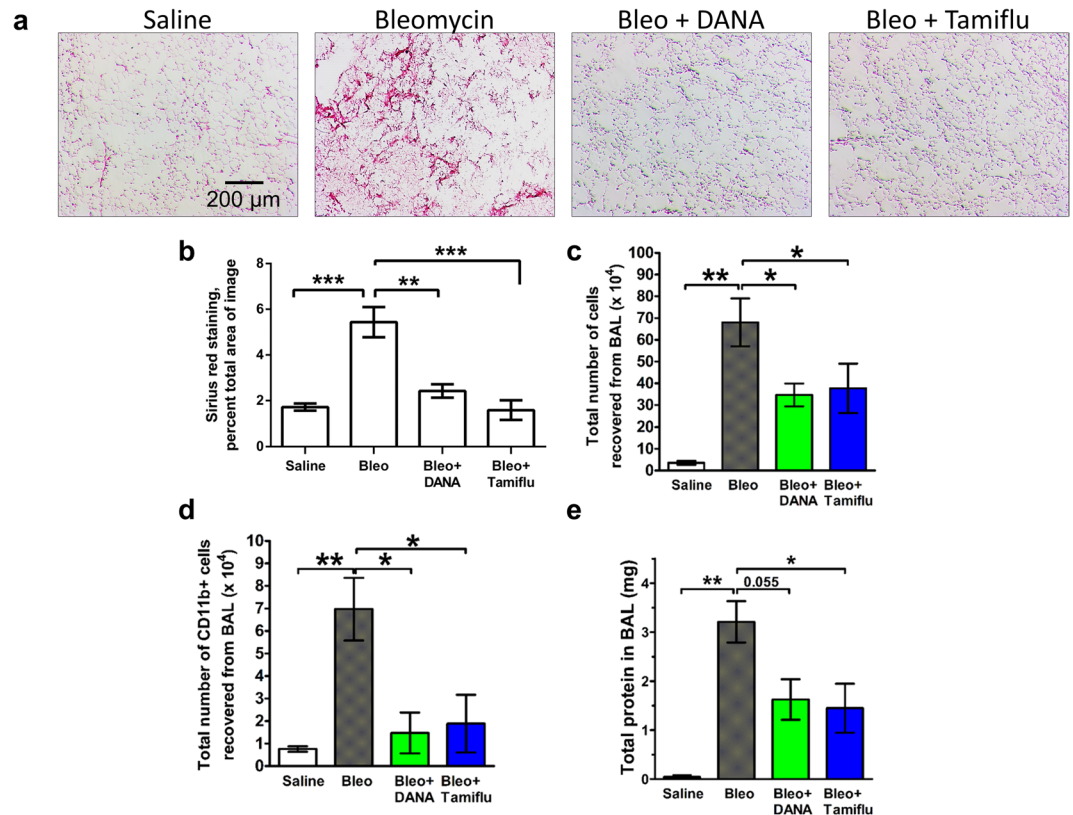 a
Saline
Bleomycin
Bleo + DANA
Bleo + Tamiflu
200 µm
b
Sirius red staining,
percent total area of image
8
6
4
2
0
***
**
***
Saline
Bleo
Bleo+
DANA
Bleo+
Tamiflu
c
Total number of cells
recovered from BAL (x 10⁴)
100
90
80
70
60
50
40
30
20
10
0
**
*
*
Saline
Bleo
Bleo+
DANA
Bleo+
Tamiflu
d
Total number of CD11b+ cells
recovered from BAL (x 10⁴)
10
9
8
7
6
5
4
3
2
1
0
**
*
*
Saline
Bleo
Bleo+
DANA
Bleo+
Tamiflu
e
Total protein in BAL (mg)
4
3
2
1
0
**
0.055
*
Saline
Bleo
Bleo+
DANA
Bleo+
Tamiflu